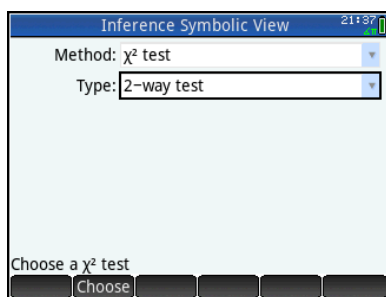 Inference Symbolic View 21:37
Method: χ² test
Type: 2-way test
Choose a χ² test
Choose